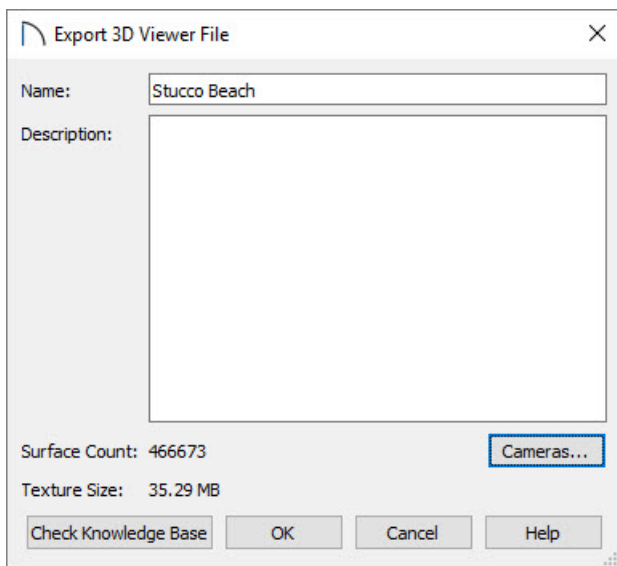 Export 3D Viewer File
Name: Stucco Beach
Description:
Surface Count: 466673 Cameras...
Texture Size: 35.29 MB
Check Knowledge Base OK Cancel Help